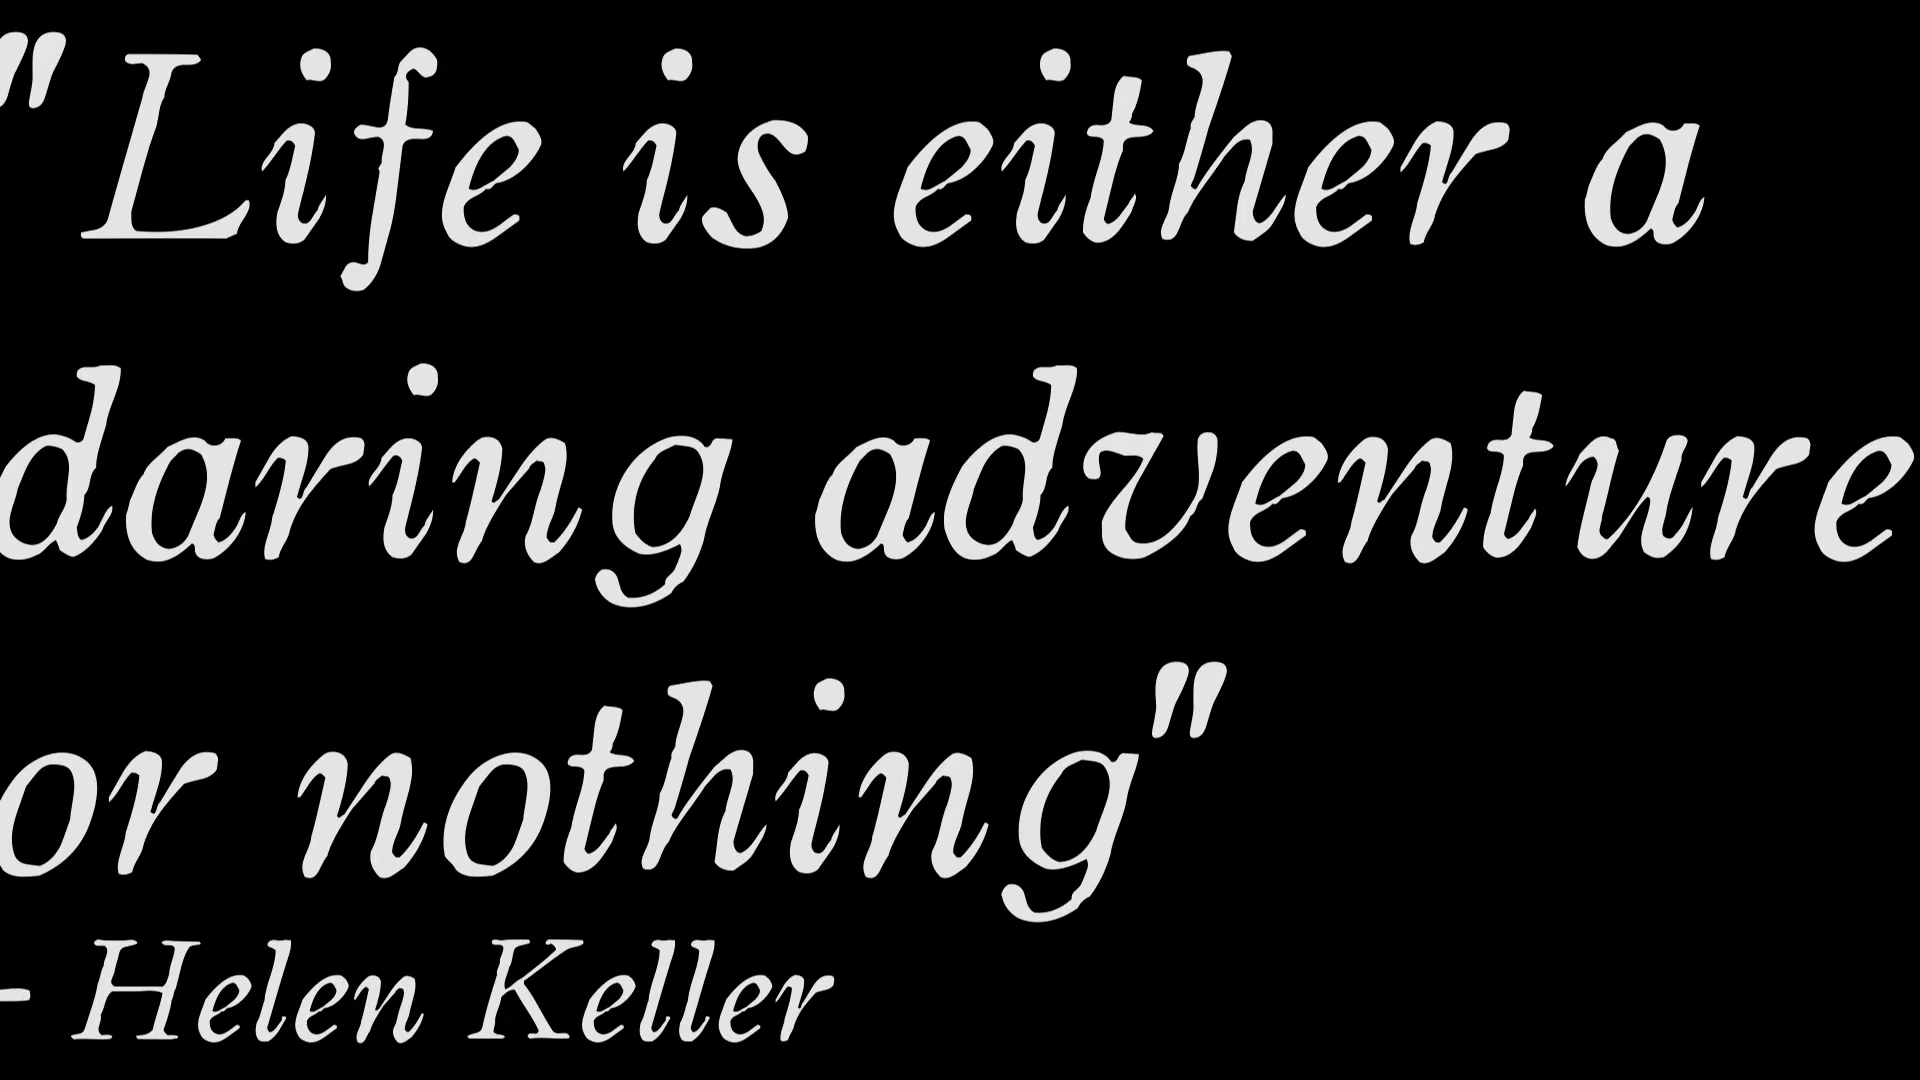 "Life is either a
daring adventure
or nothing"
- Helen Keller